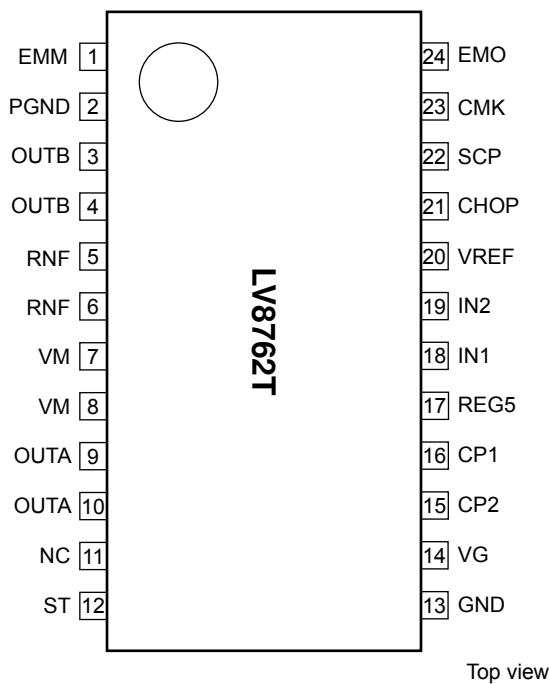 EMM 1
PGND 2
OUTB 3
OUTB 4
RNF 5
RNF 6
VM 7
VM 8
OUTA 9
OUTA 10
NC 11
ST 12
LV8762T
24 EMO
23 CMK
22 SCP
21 CHOP
20 VREF
19 IN2
18 IN1
17 REG5
16 CP1
15 CP2
14 VG
13 GND
Top view